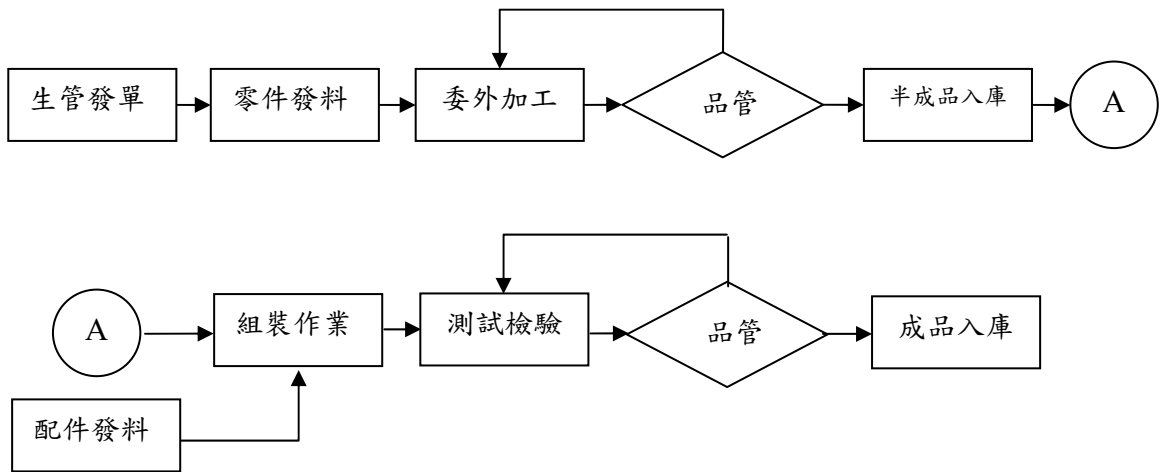 生管發單
零件發料
委外加工
品管
半成品入庫
A
A
組裝作業
測試檢驗
品管
成品入庫
配件發料